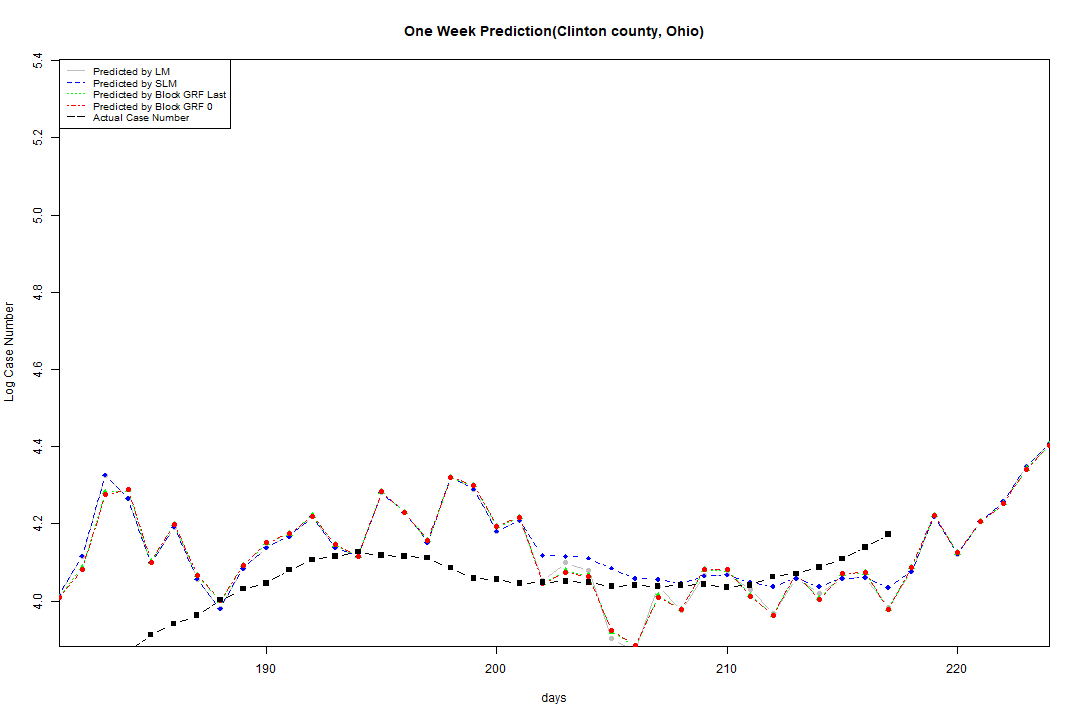 One Week Prediction(Clinton county, Ohio)
Predicted by LM
Predicted by SLM
Predicted by Block GRF Last
Predicted by Block GRF 0
Actual Case Number
5.4
5.2
5.0
4.8
4.6
4.4
4.2
4.0
Log Case Number
190
200
210
220
days